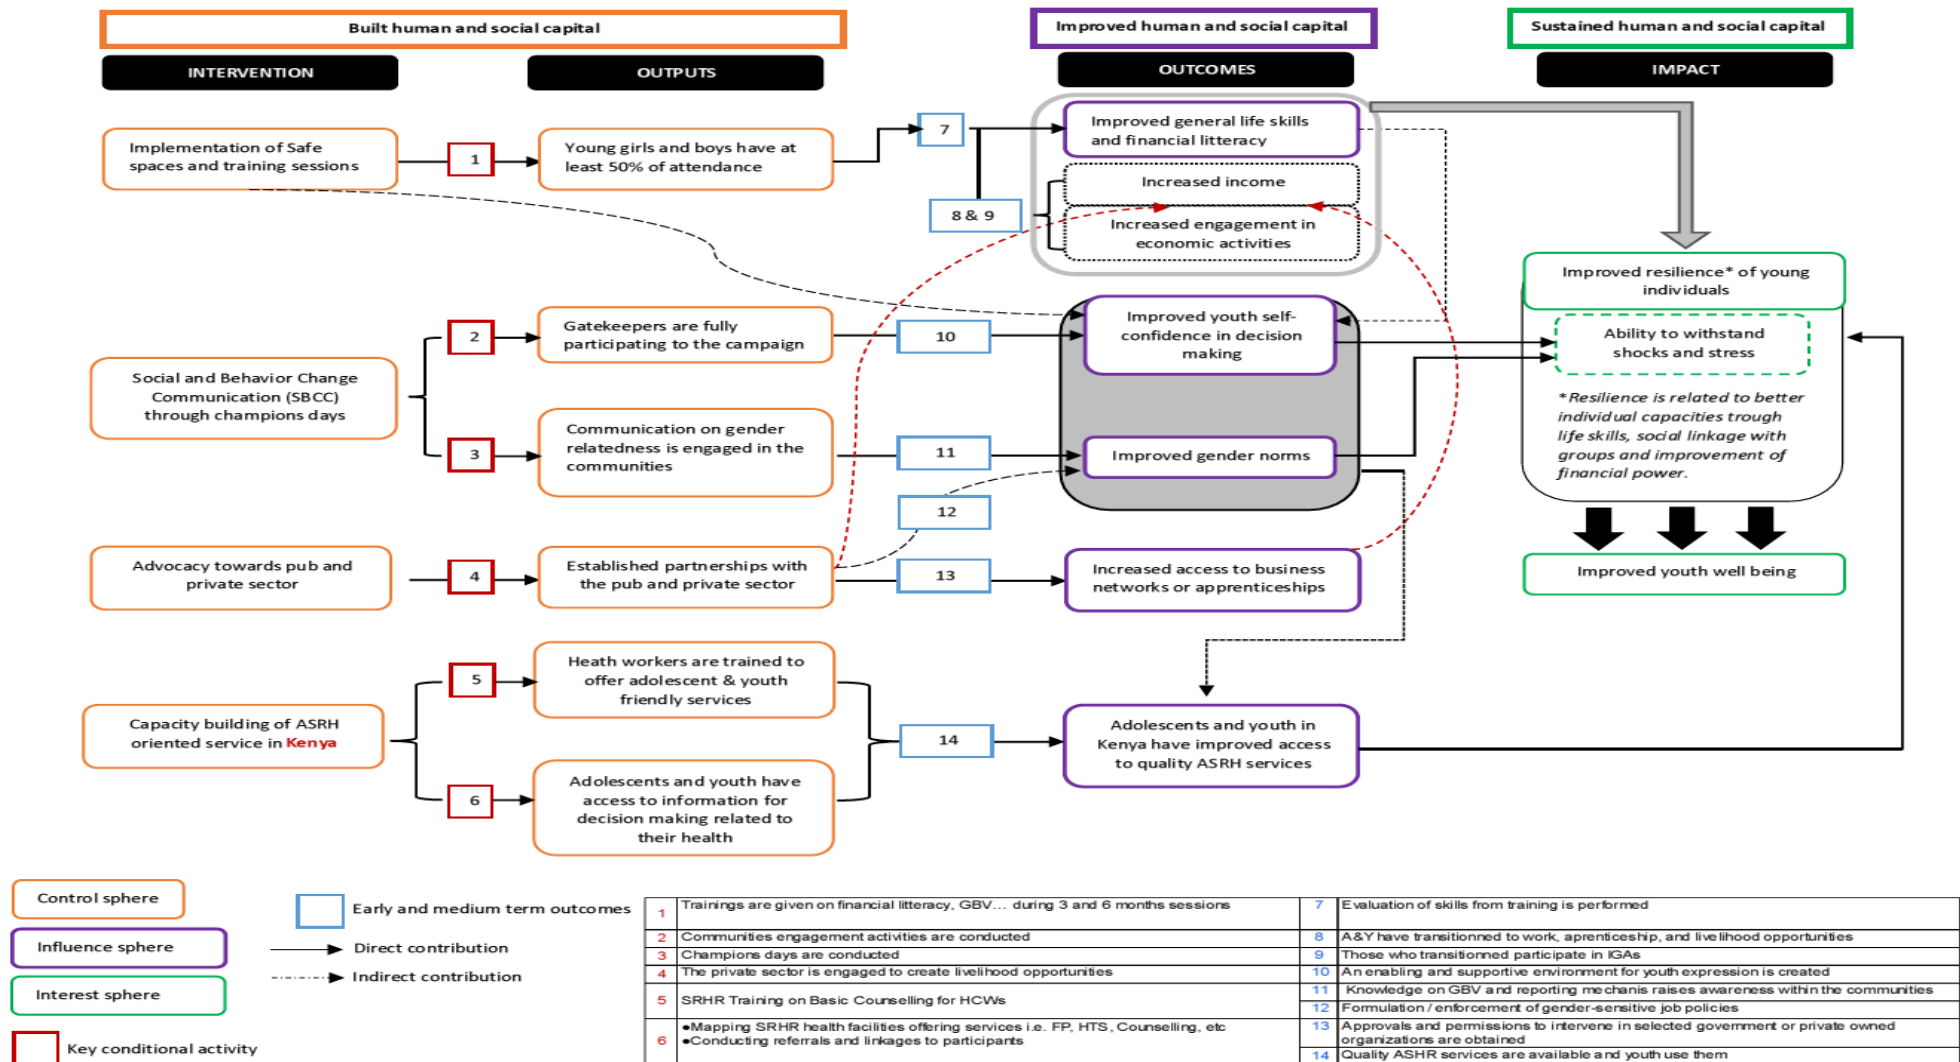 Built human and social capital
Improved human and social capital
Sustained human and social capital
INTERVENTION
OUTPUTS
OUTCOMES
IMPACT
Implementation of Safe
spaces and training sessions
1
Young girls and boys have at
least 50% of attendance
7
8 & 9
Improved general life skills
and financial litteracy
Increased income
Increased engagement in
economic activities
Social and Behavior Change
Communication (SBCC)
through champions days
2
Gatekeepers are fully
participating to the campaign
10
Improved youth self-
confidence in decision
making
3
Communication on gender
relatedness is engaged in the
communities
11
Improved gender norms
12
Advocacy towards pub and
private sector
4
Established partnerships with
the pub and private sector
13
Increased access to business
networks or apprenticeships
Capacity building of ASRH
oriented service in Kenya
5
Heath workers are trained to
offer adolescent & youth
friendly services
6
Adolescents and youth have
access to information for
decision making related to
their health
14
Adolescents and youth in
Kenya have improved access
to quality ASRH services
Improved resilience* of young
individuals
Ability to withstand
shocks and stress
*Resilience is related to better
individual capacities trough
life skills, social linkage with
groups and improvement of
financial power.
Improved youth well being
Control sphere
Influence sphere
Interest sphere
Key conditional activity
Early and medium term outcomes
Direct contribution
Indirect contribution
1 Trainings are given on financial litteracy, GBV... during 3 and 6 months sessions
2 Communities engagement activities are conducted
3 Champions days are conducted
4 The private sector is engaged to create livelihood opportunities
5 SRHR Training on Basic Counselling for HCWs
6 ●Mapping SRHR health facilities offering services i.e. FP, HTS, Counselling, etc
●Conducting referrals and linkages to participants
7 Evaluation of skills from training is performed
8 A&Y have transitionned to work, aprenticeship, and livelihood opportunities
9 Those who transitionned participate in IGAs
10 An enabling and supportive environment for youth expression is created
11 Knowledge on GBV and reporting mechanis raises awareness within the communities
12 Formulation / enforcement of gender-sensitive job policies
13 Approvals and permissions to intervene in selected government or private owned
organizations are obtained
14 Quality ASHR services are available and youth use them